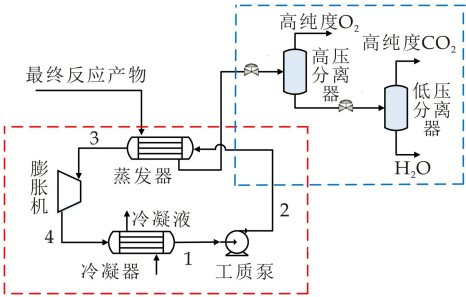 高纯度O₂
高纯度CO₂
高压
分离
器
低压
分离
器
最终反应产物
3
蒸发器
H₂O
膨
胀
机
2
冷凝液
4
1
冷凝器
工质泵